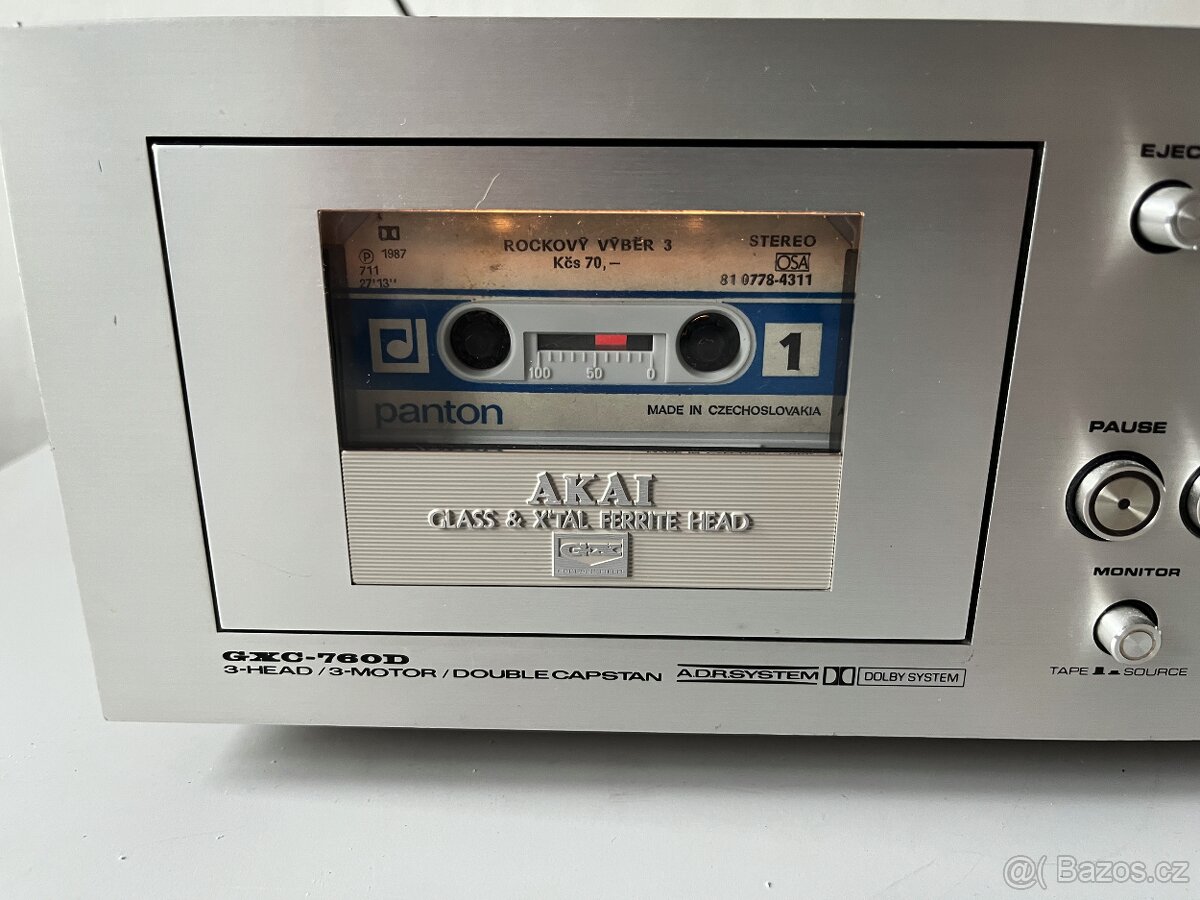 EJEC
ROCKOVÝ VÝBĚR 3
STEREO
Ⓟ 1987
Kčs 70,—
OSA
711
27'13''
81 0778-4311
100 50 0
1
panton
MADE IN CZECHOSLOVAKIA
PAUSE
AKAI
GLASS & X'TAL FERRITE HEAD
GX
MONITOR
TAPE SOURCE
GXC-760D
3-HEAD / 3-MOTOR / DOUBLE CAPSTAN
A.D.R.SYSTEM
DOLBY SYSTEM
@( Bazos.cz